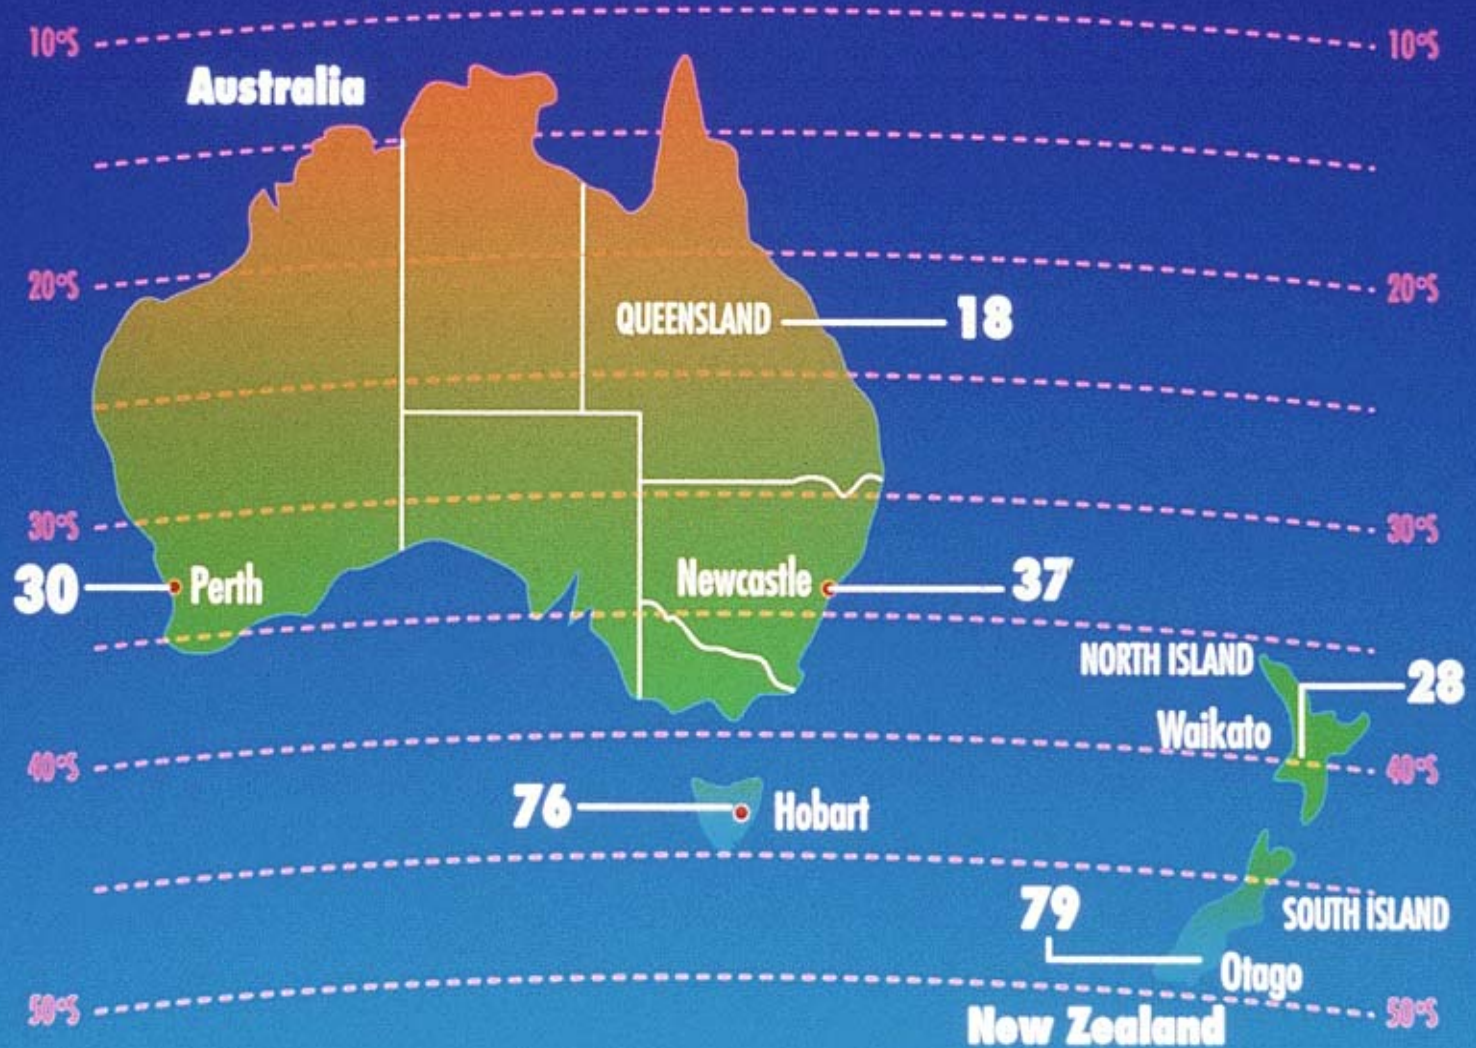 10°S
10°S
Australia
20°S
20°S
QUEENSLAND
18
30°S
30°S
30
Perth
Newcastle
37
NORTH ISLAND
28
Waikato
40°S
40°S
76
Hobart
79
SOUTH ISLAND
Otago
50°S
50°S
New Zealand